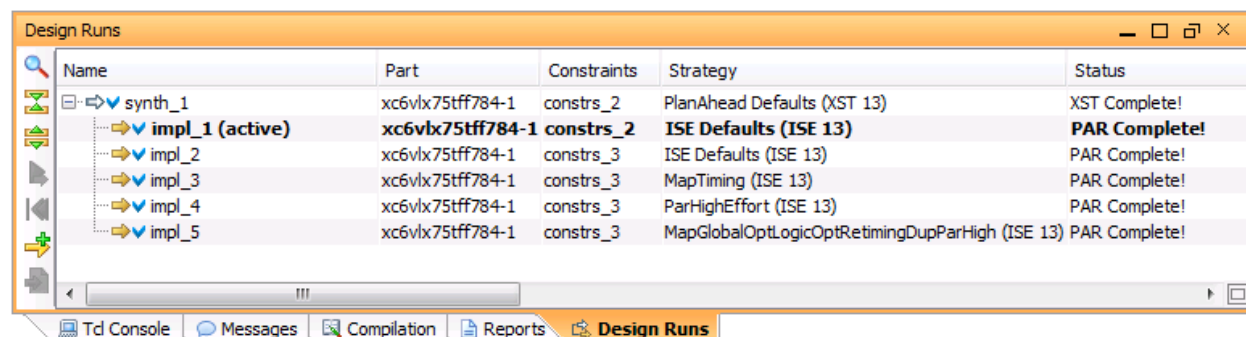 Design Runs
Name Part Constraints Strategy Status
synth_1 xc6vlx75tff784-1 constrs_2 PlanAhead Defaults (XST 13) XST Complete!
impl_1 (active) xc6vlx75tff784-1 constrs_2 ISE Defaults (ISE 13) PAR Complete!
impl_2 xc6vlx75tff784-1 constrs_3 ISE Defaults (ISE 13) PAR Complete!
impl_3 xc6vlx75tff784-1 constrs_3 MapTiming (ISE 13) PAR Complete!
impl_4 xc6vlx75tff784-1 constrs_3 ParHighEffort (ISE 13) PAR Complete!
impl_5 xc6vlx75tff784-1 constrs_3 MapGlobalOptLogicOptRetimingDupParHigh (ISE 13) PAR Complete!
Tcl Console Messages Compilation Reports Design Runs